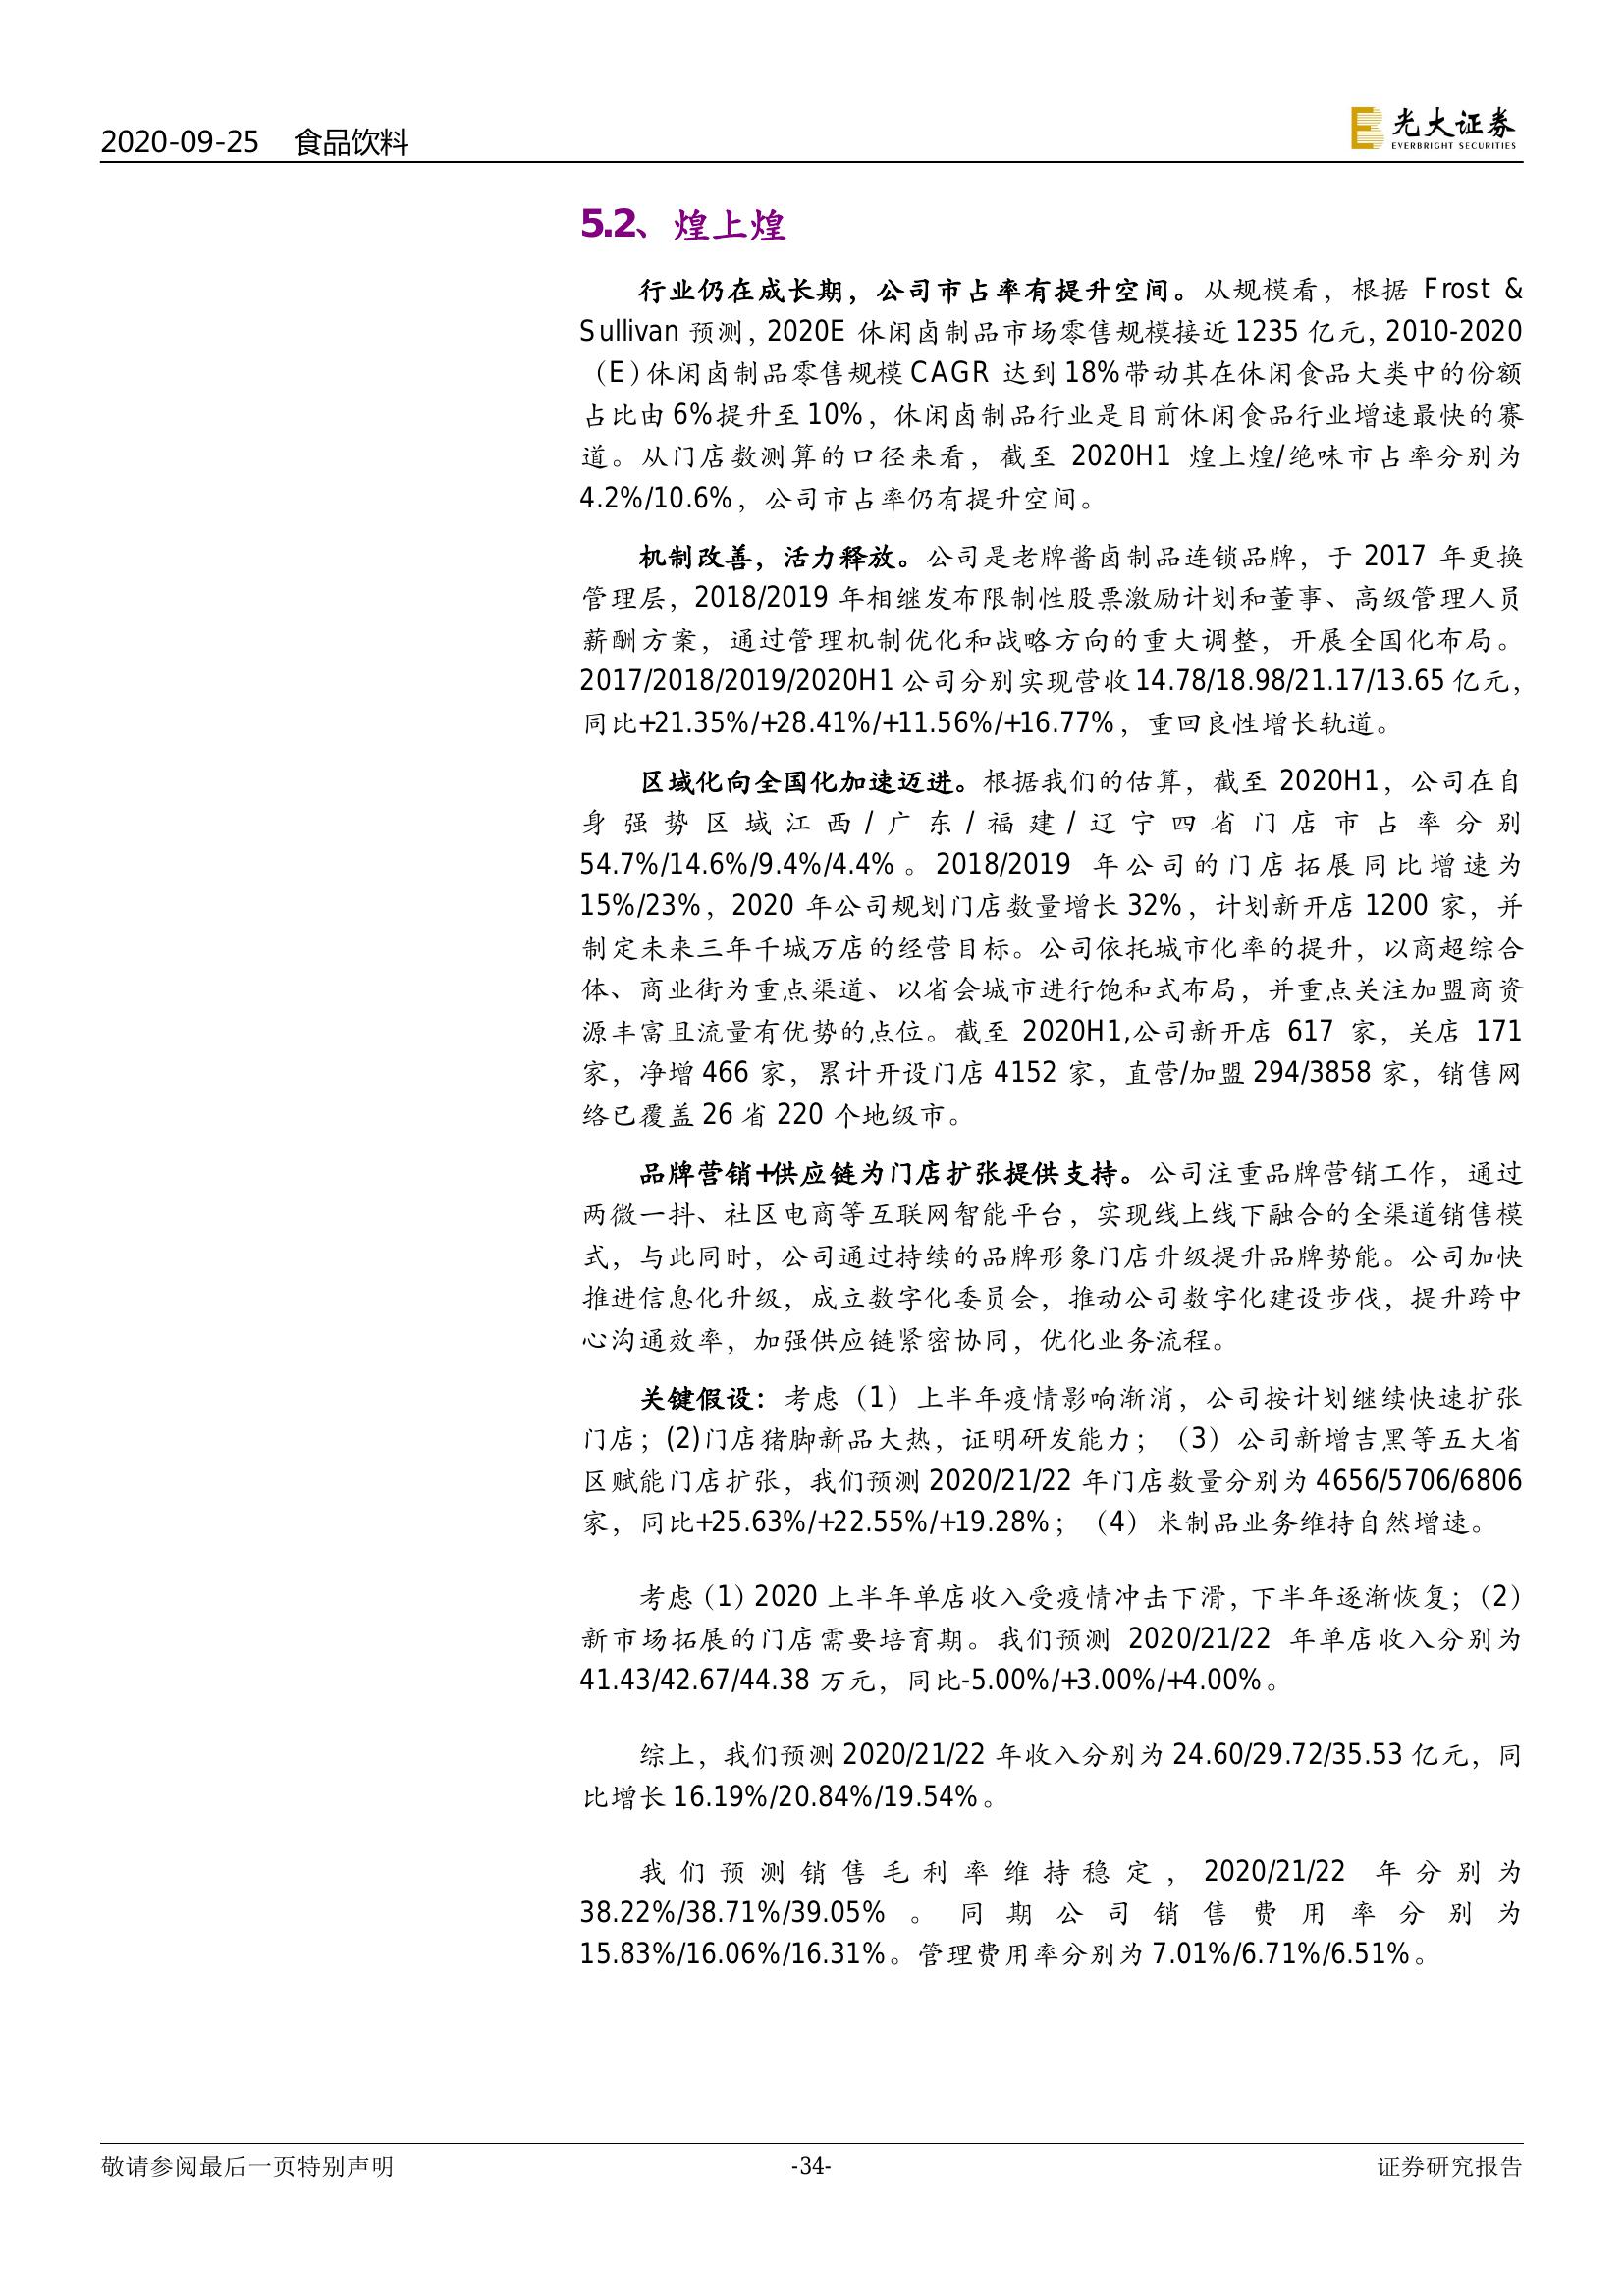 2020-09-25 食品饮料
光大证券
EVERBRIGHT SECURITIES
5.2、煌上煌
行业仍在成长期，公司市占率有提升空间。从规模看，根据 Frost &
Sullivan 预测，2020E 休闲卤制品市场零售规模接近 1235 亿元，2010-2020
（E）休闲卤制品零售规模 CAGR 达到 18%带动其在休闲食品大类中的份额
占比由 6%提升至 10%，休闲卤制品行业是目前休闲食品行业增速最快的赛
道。从门店数测算的口径来看，截至 2020H1 煌上煌/绝味市占率分别为
4.2%/10.6%，公司市占率仍有提升空间。
机制改善，活力释放。公司是老牌酱卤制品连锁品牌，于 2017 年更换
管理层，2018/2019 年相继发布限制性股票激励计划和董事、高级管理人员
薪酬方案，通过管理机制优化和战略方向的重大调整，开展全国化布局。
2017/2018/2019/2020H1 公司分别实现营收 14.78/18.98/21.17/13.65 亿元，
同比+21.35%/+28.41%/+11.56%/+16.77%，重回良性增长轨道。
区域化向全国化加速迈进。根据我们的估算，截至 2020H1，公司在自
身强势区域江西/广东/福建/辽宁四省门店市占率分别
54.7%/14.6%/9.4%/4.4%。2018/2019 年公司的门店拓展同比增速为
15%/23%，2020 年公司规划门店数量增长 32%，计划新开店 1200 家，并
制定未来三年千城万店的经营目标。公司依托城市化率的提升，以商超综合
体、商业街为重点渠道、以省会城市进行饱和式布局，并重点关注加盟商资
源丰富且流量有优势的点位。截至 2020H1,公司新开店 617 家，关店 171
家，净增 466 家，累计开设门店 4152 家，直营/加盟 294/3858 家，销售网
络已覆盖 26 省 220 个地级市。
品牌营销+供应链为门店扩张提供支持。公司注重品牌营销工作，通过
两微一抖、社区电商等互联网智能平台，实现线上线下融合的全渠道销售模
式，与此同时，公司通过持续的品牌形象门店升级提升品牌势能。公司加快
推进信息化升级，成立数字化委员会，推动公司数字化建设步伐，提升跨中
心沟通效率，加强供应链紧密协同，优化业务流程。
关键假设：考虑（1）上半年疫情影响渐消，公司按计划继续快速扩张
门店；(2)门店猪脚新品大热，证明研发能力；（3）公司新增吉黑等五大省
区赋能门店扩张，我们预测 2020/21/22 年门店数量分别为 4656/5706/6806
家，同比+25.63%/+22.55%/+19.28%；（4）米制品业务维持自然增速。
考虑（1）2020 上半年单店收入受疫情冲击下滑，下半年逐渐恢复；（2）
新市场拓展的门店需要培育期。我们预测 2020/21/22 年单店收入分别为
41.43/42.67/44.38 万元，同比-5.00%/+3.00%/+4.00%。
综上，我们预测 2020/21/22 年收入分别为 24.60/29.72/35.53 亿元，同
比增长 16.19%/20.84%/19.54%。
我们预测销售毛利率维持稳定，2020/21/22 年分别为
38.22%/38.71%/39.05%。同期公司销售费用率分别为
15.83%/16.06%/16.31%。管理费用率分别为 7.01%/6.71%/6.51%。
敬请参阅最后一页特别声明 -34- 证券研究报告